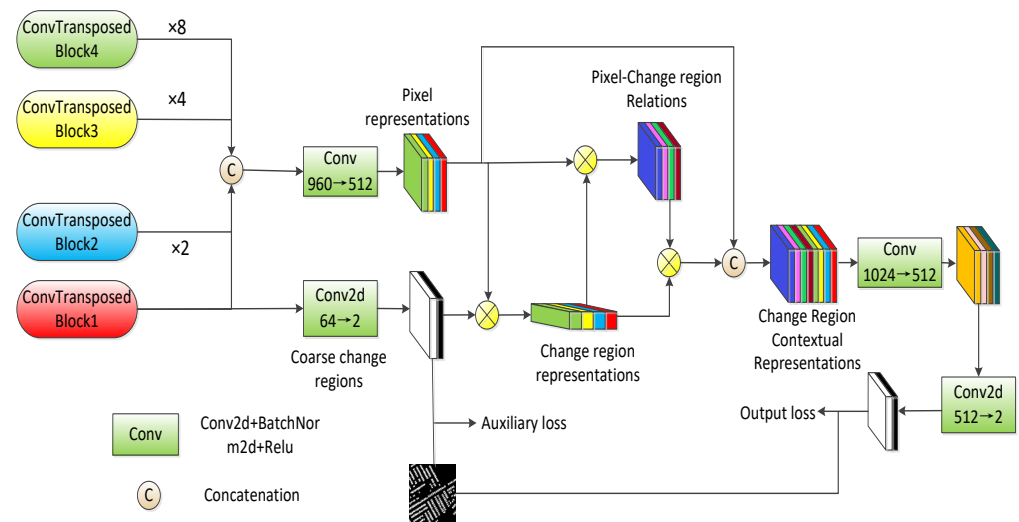 ConvTransposed
Block4
×8
ConvTransposed
Block3
×4
ConvTransposed
Block2
×2
ConvTransposed
Block1
C
Conv
960→512
Pixel
representations
Pixel-Change region
Relations
Conv2d
64→2
Coarse change
regions
Change region
representations
C
Change Region
Contextual
Representations
Conv
1024→512
Conv2d
512→2
Output loss
Auxiliary loss
Conv
Conv2d+BatchNor
m2d+Relu
C
Concatenation